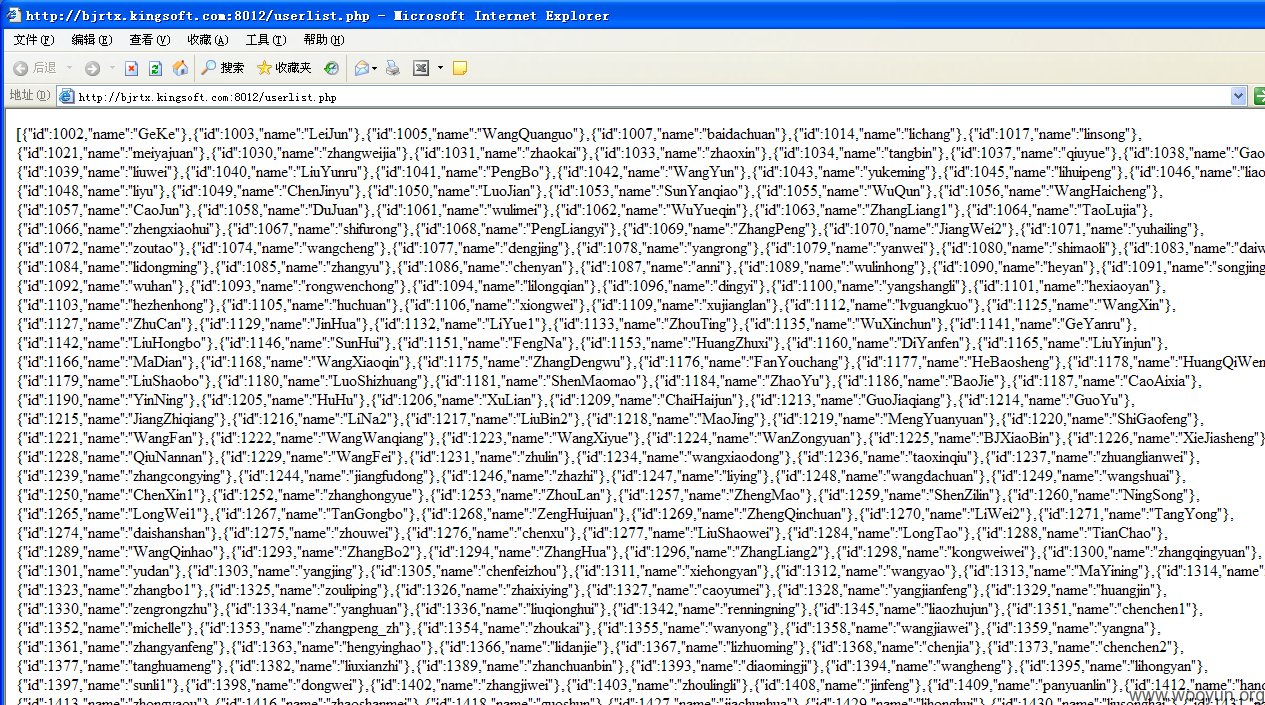 http://bjrtx.kingsoft.com:8012/userlist.php - Microsoft Internet Explorer
文件(F) 编辑(E) 查看(V) 收藏(A) 工具(T) 帮助(H)
后退 搜索 收藏夹
地址(D) http://bjrtx.kingsoft.com:8012/userlist.php
[{"id":1002,"name":"GeKe"},{"id":1003,"name":"LeiJun"},{"id":1005,"name":"WangQuanguo"},{"id":1007,"name":"baidachuan"},{"id":1014,"name":"lichang"},{"id":1017,"name":"linsong"},
{"id":1021,"name":"meiyajuan"},{"id":1030,"name":"zhangweijia"},{"id":1031,"name":"zhaokai"},{"id":1033,"name":"zhaoxin"},{"id":1034,"name":"tangbin"},{"id":1037,"name":"qiuyue"},{"id":1038,"name":"Gao
{"id":1039,"name":"liuwei"},{"id":1040,"name":"LiuYunru"},{"id":1041,"name":"PengBo"},{"id":1042,"name":"WangYun"},{"id":1043,"name":"yukeming"},{"id":1045,"name":"lihuipeng"},{"id":1046,"name":"liao
{"id":1048,"name":"liyu"},{"id":1049,"name":"ChenJinyu"},{"id":1050,"name":"LuoJian"},{"id":1053,"name":"SunYanqiao"},{"id":1055,"name":"WuQun"},{"id":1056,"name":"WangHaicheng"},
{"id":1057,"name":"CaoJun"},{"id":1058,"name":"DuJuan"},{"id":1061,"name":"wulimei"},{"id":1062,"name":"WuYueqin"},{"id":1063,"name":"ZhangLiang1"},{"id":1064,"name":"TaoLujia"},
{"id":1066,"name":"zhengxiaohui"},{"id":1067,"name":"shifurong"},{"id":1068,"name":"PengLiangyi"},{"id":1069,"name":"ZhangPeng"},{"id":1070,"name":"JiangWei2"},{"id":1071,"name":"yuhailing"},
{"id":1072,"name":"zoutao"},{"id":1074,"name":"wangcheng"},{"id":1077,"name":"dengjing"},{"id":1078,"name":"yangrong"},{"id":1079,"name":"yanwei"},{"id":1080,"name":"shimaoli"},{"id":1083,"name":"daiw
{"id":1084,"name":"lidongming"},{"id":1085,"name":"zhangyu"},{"id":1086,"name":"chenyan"},{"id":1087,"name":"anni"},{"id":1089,"name":"wulinhong"},{"id":1090,"name":"heyan"},{"id":1091,"name":"songjing
{"id":1092,"name":"wuhan"},{"id":1093,"name":"rongwenchong"},{"id":1094,"name":"lilongqian"},{"id":1096,"name":"dingyi"},{"id":1100,"name":"yangshangli"},{"id":1101,"name":"hexiaoyan"},
{"id":1103,"name":"hezhenhong"},{"id":1105,"name":"huchuan"},{"id":1106,"name":"xiongwei"},{"id":1109,"name":"xujianglan"},{"id":1112,"name":"lvguangkuo"},{"id":1125,"name":"WangXin"},
{"id":1127,"name":"ZhuCan"},{"id":1129,"name":"JinHua"},{"id":1132,"name":"LiYue1"},{"id":1133,"name":"ZhouTing"},{"id":1135,"name":"WuXinchun"},{"id":1141,"name":"GeYanru"},
{"id":1142,"name":"LiuHongbo"},{"id":1146,"name":"SunHui"},{"id":1151,"name":"FengNa"},{"id":1153,"name":"HuangZhuxi"},{"id":1160,"name":"DiYanfen"},{"id":1165,"name":"LiuYinjun"},
{"id":1166,"name":"MaDian"},{"id":1168,"name":"WangXiaoqin"},{"id":1175,"name":"ZhangDengwu"},{"id":1176,"name":"FanYouchang"},{"id":1177,"name":"HeBaosheng"},{"id":1178,"name":"HuangQiWen
{"id":1179,"name":"LiuShaobo"},{"id":1180,"name":"LuoShizhuang"},{"id":1181,"name":"ShenMaomao"},{"id":1184,"name":"ZhaoYu"},{"id":1186,"name":"BaoJie"},{"id":1187,"name":"CaoAixia"},
{"id":1190,"name":"YinNing"},{"id":1205,"name":"HuHu"},{"id":1206,"name":"XuLian"},{"id":1209,"name":"ChaiHaijun"},{"id":1213,"name":"GuoJiaqiang"},{"id":1214,"name":"GuoYu"},
{"id":1215,"name":"JiangZhiqiang"},{"id":1216,"name":"LiNa2"},{"id":1217,"name":"LiuBin2"},{"id":1218,"name":"MaoJing"},{"id":1219,"name":"MengYuanyuan"},{"id":1220,"name":"ShiGaofeng"},
{"id":1221,"name":"WangFan"},{"id":1222,"name":"WangWanqiang"},{"id":1223,"name":"WangXiyue"},{"id":1224,"name":"WanZongyuan"},{"id":1225,"name":"BJXiaoBin"},{"id":1226,"name":"XieJiasheng"}
{"id":1228,"name":"QiuNannan"},{"id":1229,"name":"WangFei"},{"id":1231,"name":"zhulin"},{"id":1234,"name":"wangxiaodong"},{"id":1236,"name":"taoxinqiu"},{"id":1237,"name":"zhuanglianwei"},
{"id":1239,"name":"zhangcongying"},{"id":1244,"name":"jiangfudong"},{"id":1246,"name":"zhazhi"},{"id":1247,"name":"liying"},{"id":1248,"name":"wangdachuan"},{"id":1249,"name":"wangshuai"},
{"id":1250,"name":"ChenXin1"},{"id":1252,"name":"zhanghongyue"},{"id":1253,"name":"ZhouLan"},{"id":1257,"name":"ZhengMao"},{"id":1259,"name":"ShenZilin"},{"id":1260,"name":"NingSong"},
{"id":1265,"name":"LongWei1"},{"id":1267,"name":"TanGongbo"},{"id":1268,"name":"ZengHuijuan"},{"id":1269,"name":"ZhengQinchuan"},{"id":1270,"name":"LiWei2"},{"id":1271,"name":"TangYong"},
{"id":1274,"name":"daishanshan"},{"id":1275,"name":"zhouwei"},{"id":1276,"name":"chenxu"},{"id":1277,"name":"LiuShaowei"},{"id":1284,"name":"LongTao"},{"id":1288,"name":"TianChao"},
{"id":1289,"name":"WangQinhao"},{"id":1293,"name":"ZhangBo2"},{"id":1294,"name":"ZhangHua"},{"id":1296,"name":"ZhangLiang2"},{"id":1298,"name":"kongweiwei"},{"id":1300,"name":"zhangqingyuan"},
{"id":1301,"name":"yudan"},{"id":1303,"name":"yangjing"},{"id":1305,"name":"chenfeizhou"},{"id":1311,"name":"xiehongyan"},{"id":1312,"name":"wangyao"},{"id":1313,"name":"MaYining"},{"id":1314,"name":
{"id":1323,"name":"zhangbo1"},{"id":1325,"name":"zouliping"},{"id":1326,"name":"zhaixiying"},{"id":1327,"name":"caoyumei"},{"id":1328,"name":"yangjianfeng"},{"id":1329,"name":"huangjin"},
{"id":1330,"name":"zengrongzhu"},{"id":1334,"name":"yanghuan"},{"id":1336,"name":"liuqionghui"},{"id":1342,"name":"renningning"},{"id":1345,"name":"liaozhujun"},{"id":1351,"name":"chenchen1"},
{"id":1352,"name":"michelle"},{"id":1353,"name":"zhangpeng_zh"},{"id":1354,"name":"zhoukai"},{"id":1355,"name":"wanyong"},{"id":1358,"name":"wangjiawei"},{"id":1359,"name":"yangna"},
{"id":1361,"name":"zhangyanfeng"},{"id":1363,"name":"hengyinghao"},{"id":1366,"name":"lidanjie"},{"id":1367,"name":"lizhuoming"},{"id":1368,"name":"chenjia"},{"id":1373,"name":"chenchen2"},
{"id":1377,"name":"tanghuameng"},{"id":1382,"name":"liuxianzhi"},{"id":1389,"name":"zhanchuanbin"},{"id":1393,"name":"diaomingji"},{"id":1394,"name":"wangheng"},{"id":1395,"name":"lihongyan"},
{"id":1397,"name":"sunli1"},{"id":1398,"name":"dongwei"},{"id":1402,"name":"zhangjiwei"},{"id":1403,"name":"zhoulingli"},{"id":1408,"name":"jinfeng"},{"id":1409,"name":"panyuanlin"},{"id":1412,"name":
www.wooyun.org